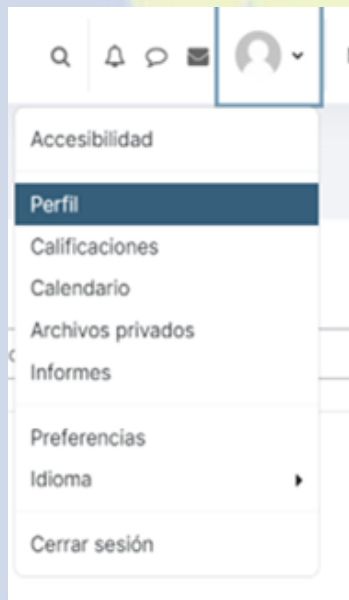 Accesibilidad
Perfil
Calificaciones
Calendario
Archivos privados
Informes
Preferencias
Idioma
Cerrar sesión